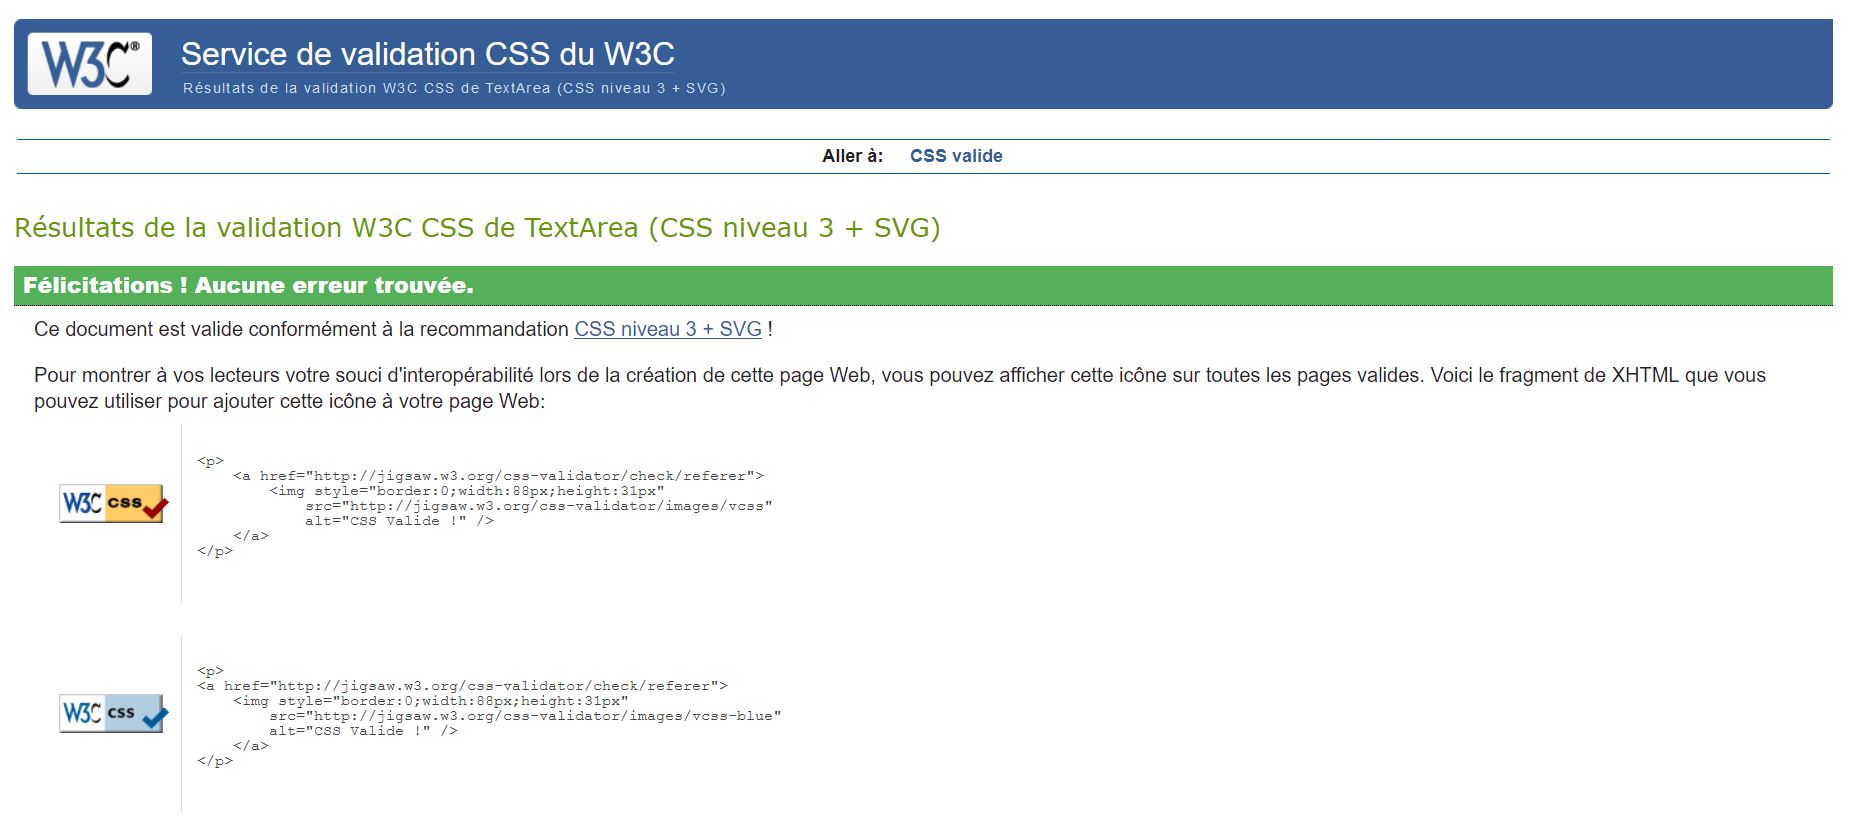 W3C® Service de validation CSS du W3C
Résultats de la validation W3C CSS de TextArea (CSS niveau 3 + SVG)
Aller à: CSS valide
Résultats de la validation W3C CSS de TextArea (CSS niveau 3 + SVG)
Félicitations ! Aucune erreur trouvée.
Ce document est valide conformément à la recommandation CSS niveau 3 + SVG !
Pour montrer à vos lecteurs votre souci d'interopérabilité lors de la création de cette page Web, vous pouvez afficher cette icône sur toutes les pages valides. Voici le fragment de XHTML que vous
pouvez utiliser pour ajouter cette icône à votre page Web:
W3C css
<p>
    <a href="http://jigsaw.w3.org/css-validator/check/referer">
        <img style="border:0;width:88px;height:31px"
            src="http://jigsaw.w3.org/css-validator/images/vcss"
            alt="CSS Valide !" />
    </a>
</p>
W3C css
<p>
<a href="http://jigsaw.w3.org/css-validator/check/referer">
    <img style="border:0;width:88px;height:31px"
        src="http://jigsaw.w3.org/css-validator/images/vcss-blue"
        alt="CSS Valide !" />
    </a>
</p>